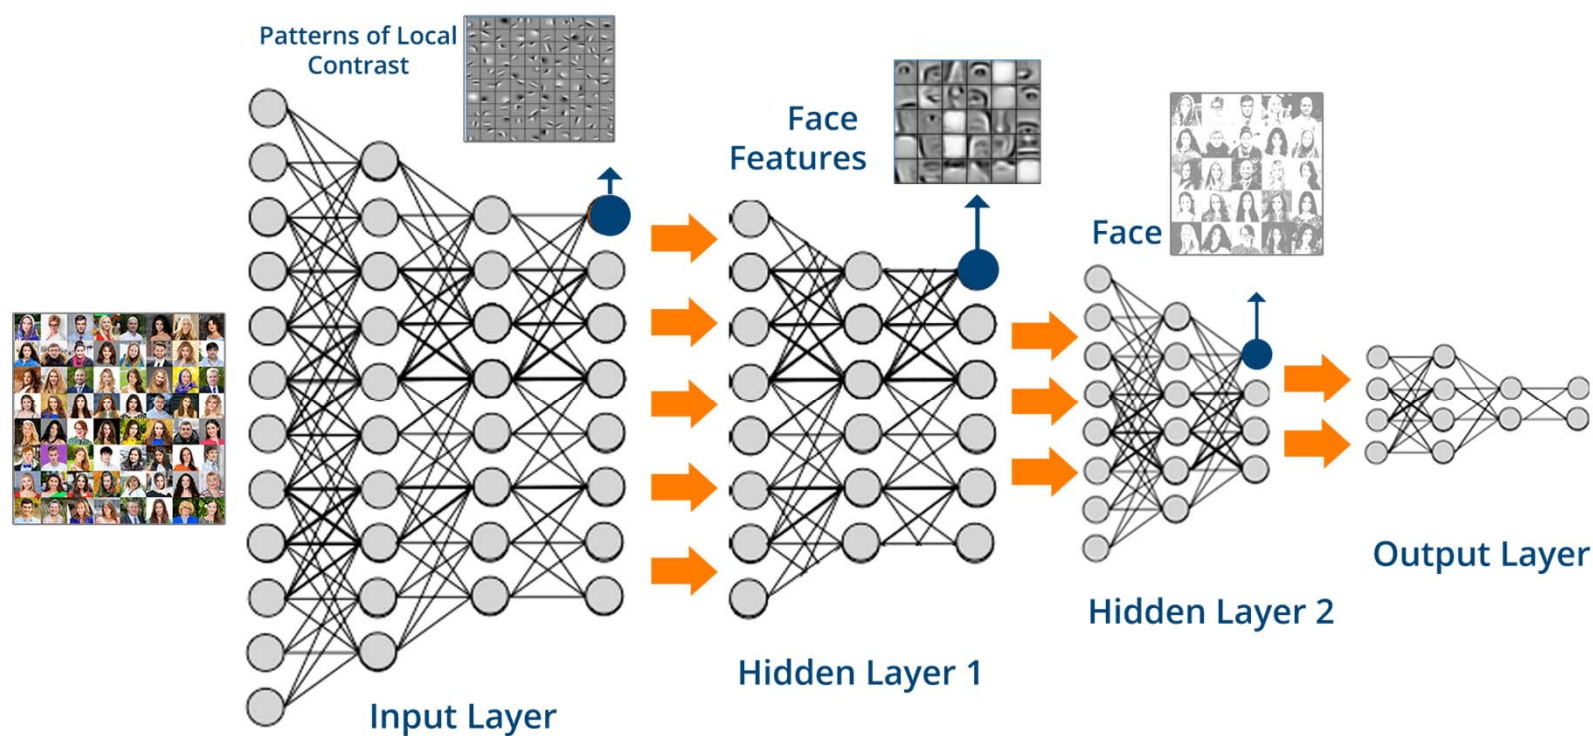 Patterns of Local
Contrast
Face
Features
Face
Input Layer
Hidden Layer 1
Hidden Layer 2
Output Layer